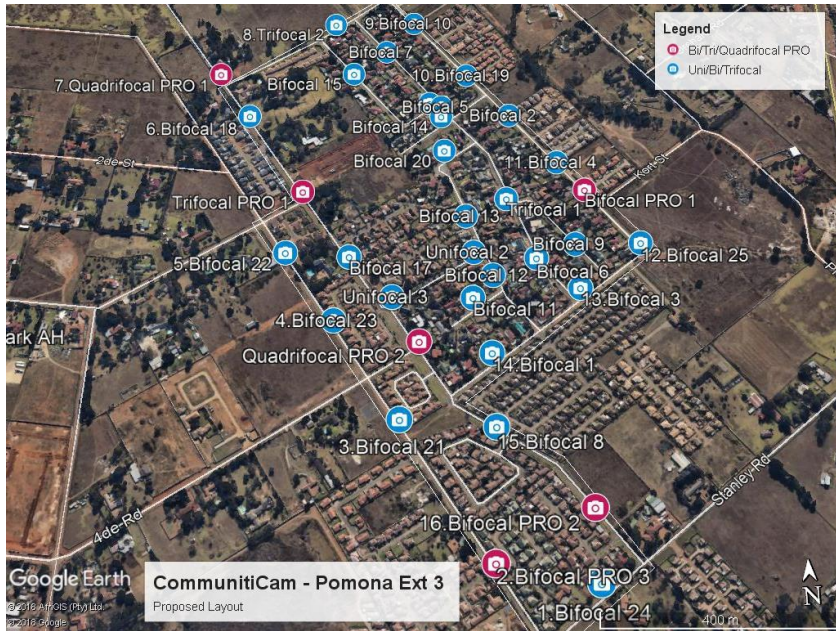 9.Bifocal 10
8.Trifocal 2
Bifocal 7
7.Quadrifocal PRO 1
Bifocal 15
10.Bifocal 19
6.Bifocal 18
Bifocal 5
Bifocal 2
Bifocal 14
2de St
Bifocal 20
11.Bifocal 4
Kort St
Trifocal PRO 1
Trifocal 1
Bifocal PRO 1
Bifocal 13
5.Bifocal 22
Bifocal 17
Unifocal 2
Bifocal 9
12.Bifocal 25
Bifocal 12
Bifocal 6
Unifocal 3
Bifocal 11
13.Bifocal 3
4.Bifocal 23
ark AH
Quadrifocal PRO 2
14.Bifocal 1
3.Bifocal 21
15.Bifocal 8
Stanley-Rd
4de-Rd
16.Bifocal PRO 2
2.Bifocal PRO 3
1.Bifocal 24
Legend
Bi/Tri/Quadrifocal PRO
Uni/Bi/Trifocal
Google Earth
© 2018 AfriGIS (Pty) Ltd.
© 2018 Google
CommunitiCam - Pomona Ext 3
Proposed Layout
N
400 m